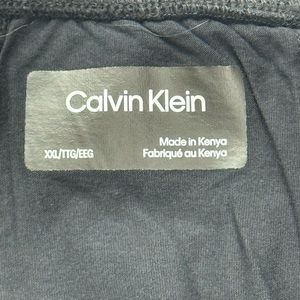 Calvin Klein
Made in Kenya
XXL/TTG/EEG Fabriqué au Kenya